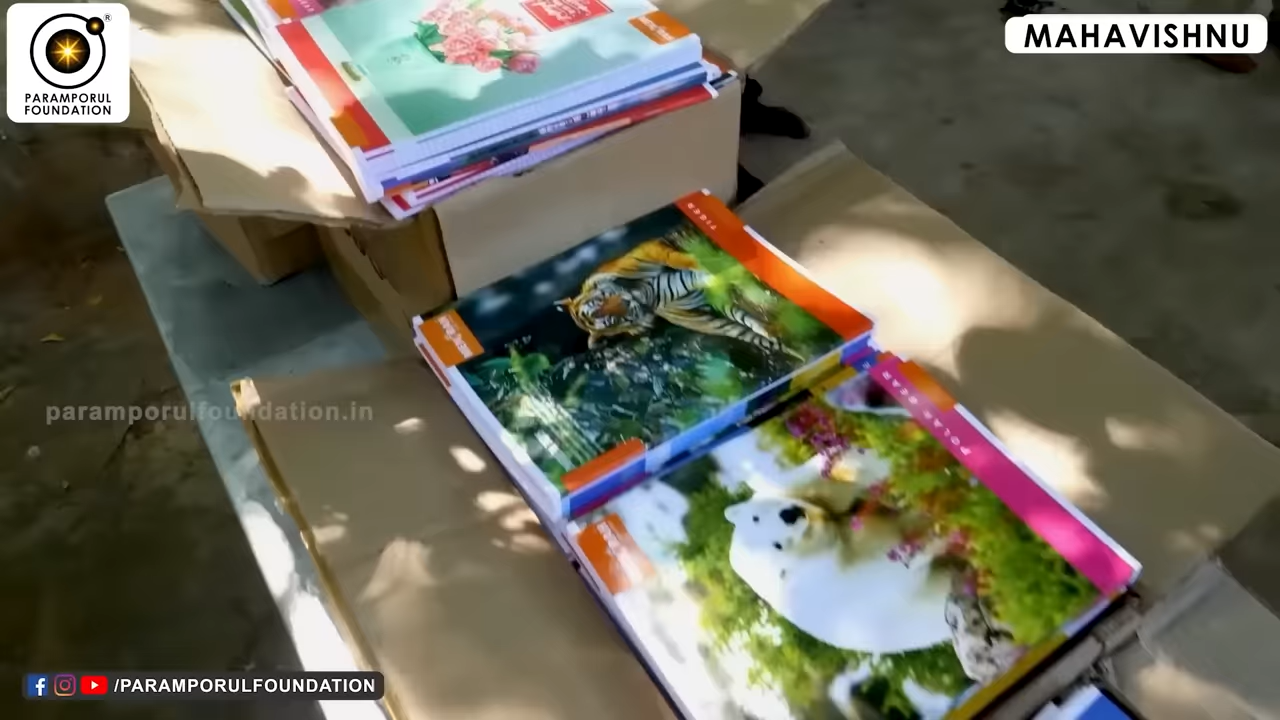 PARAMPORUL
FOUNDATION
MAHAVISHNU
TIGER
POLAR BEAR
paramporulfoundation.in
/PARAMPORULFOUNDATION